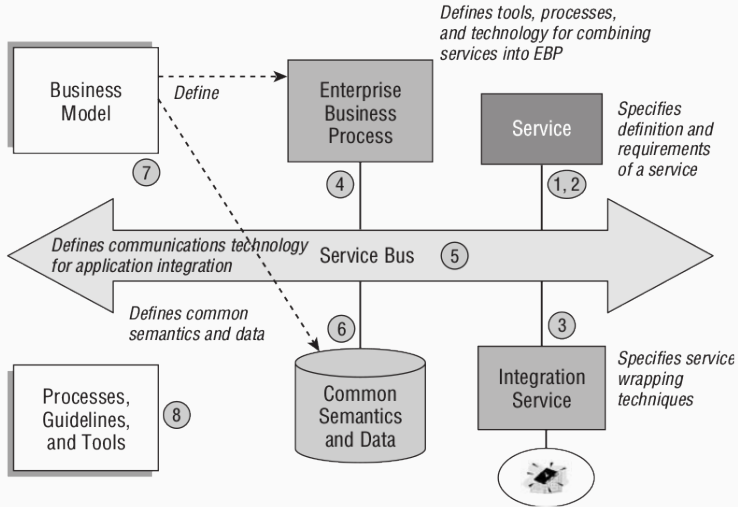 Defines tools, processes,
and technology for combining
services into EBP
Business
Model
Define
Enterprise
Business
Process
Service
Specifies
definition and
requirements
of a service
7
4
1, 2
Defines communications technology
for application integration
Service Bus
5
Defines common
semantics and data
6
3
Processes,
Guidelines,
and Tools
8
Common
Semantics
and Data
Integration
Service
Specifies service
wrapping
techniques